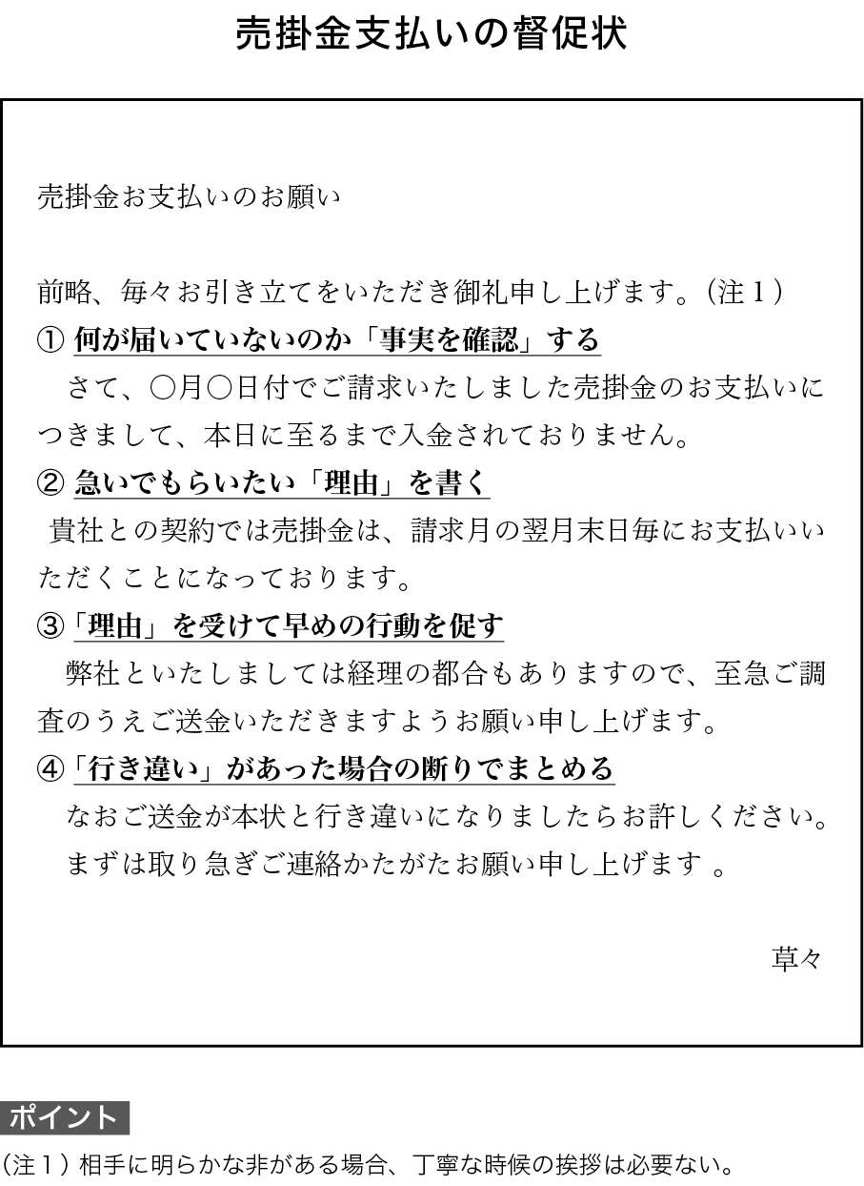 売掛金支払いの督促状
売掛金お支払いのお願い
前略、毎々お引き立てをいただき御礼申し上げます。（注１）
① 何が届いていないのか「事実を確認」する
さて、〇月〇日付でご請求いたしました売掛金のお支払いに
つきまして、本日に至るまで入金されておりません。
② 急いでもらいたい「理由」を書く
貴社との契約では売掛金は、請求月の翌月末日毎にお支払いい
ただくことになっております。
③「理由」を受けて早めの行動を促す
弊社といたしましては経理の都合もありますので、至急ご調
査のうえご送金いただきますようお願い申し上げます。
④「行き違い」があった場合の断りでまとめる
なおご送金が本状と行き違いになりましたらお許しください。
まずは取り急ぎご連絡かたがたお願い申し上げます 。
草々
ポイント
（注１）相手に明らかな非がある場合、丁寧な時候の挨拶は必要ない。